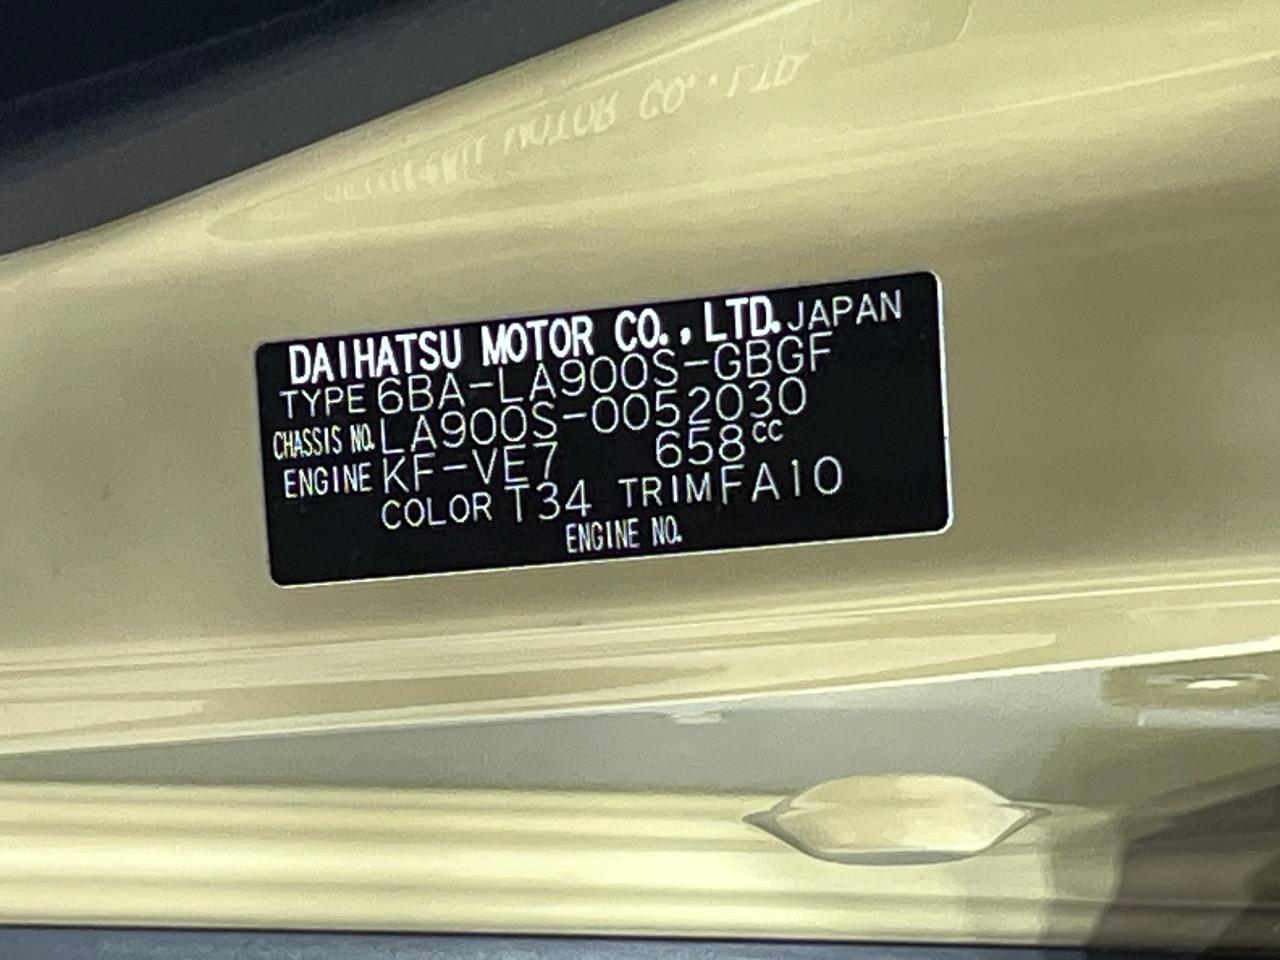 DAIHATSU MOTOR CO., LTD. JAPAN
TYPE 6BA-LA900S-GBGF
CHASSIS NO. LA900S-0052030
ENGINE KF-VE7 658cc
COLOR T34 TRIM FA10
ENGINE NO.